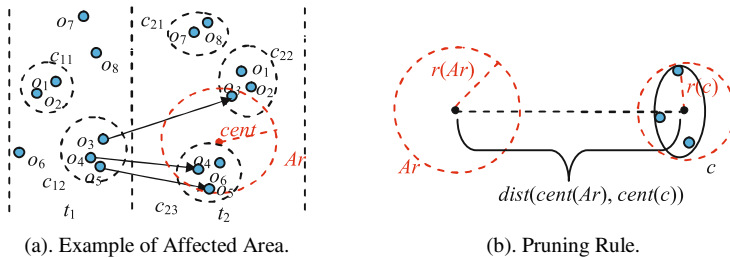 o7
c11
o8
o1
o2
o3
o4
o5
o6
c12
t1
c21
o7
o8
c22
o1
o2
o3
cent
Ar
o4
o6
o5
c23
t2
(a). Example of Affected Area.
r(Ar)
r(c)
Ar
c
dist(cent(Ar), cent(c))
(b). Pruning Rule.